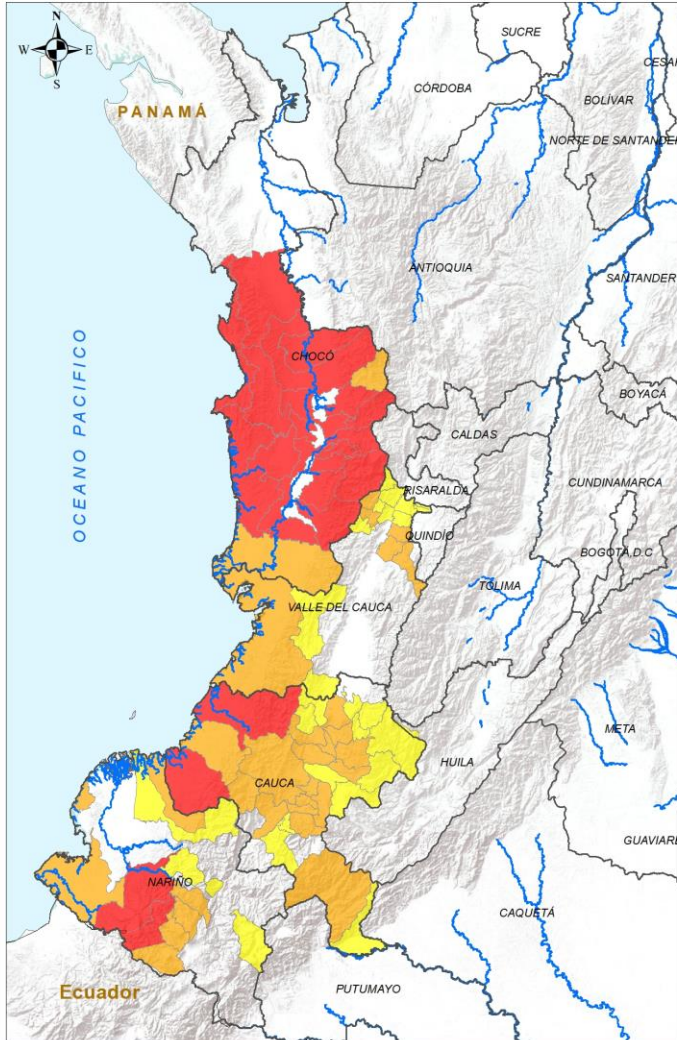 N
W E
S
SUCRE
CESAR
CÓRDOBA
BOLÍVAR
PANAMÁ
NORTE DE SANTANDER
ANTIOQUIA
SANTANDER
OCEANO PACIFICO
CHOCÓ
BOYACÁ
CALDAS
CUNDINAMARCA
RISARALDA
QUINDÍO
BOGOTÁ,D.C
TOLIMA
VALLE DEL CAUCA
META
HUILA
CAUCA
GUAVIARE
NARIÑO
CAQUETÁ
PUTUMAYO
Ecuador